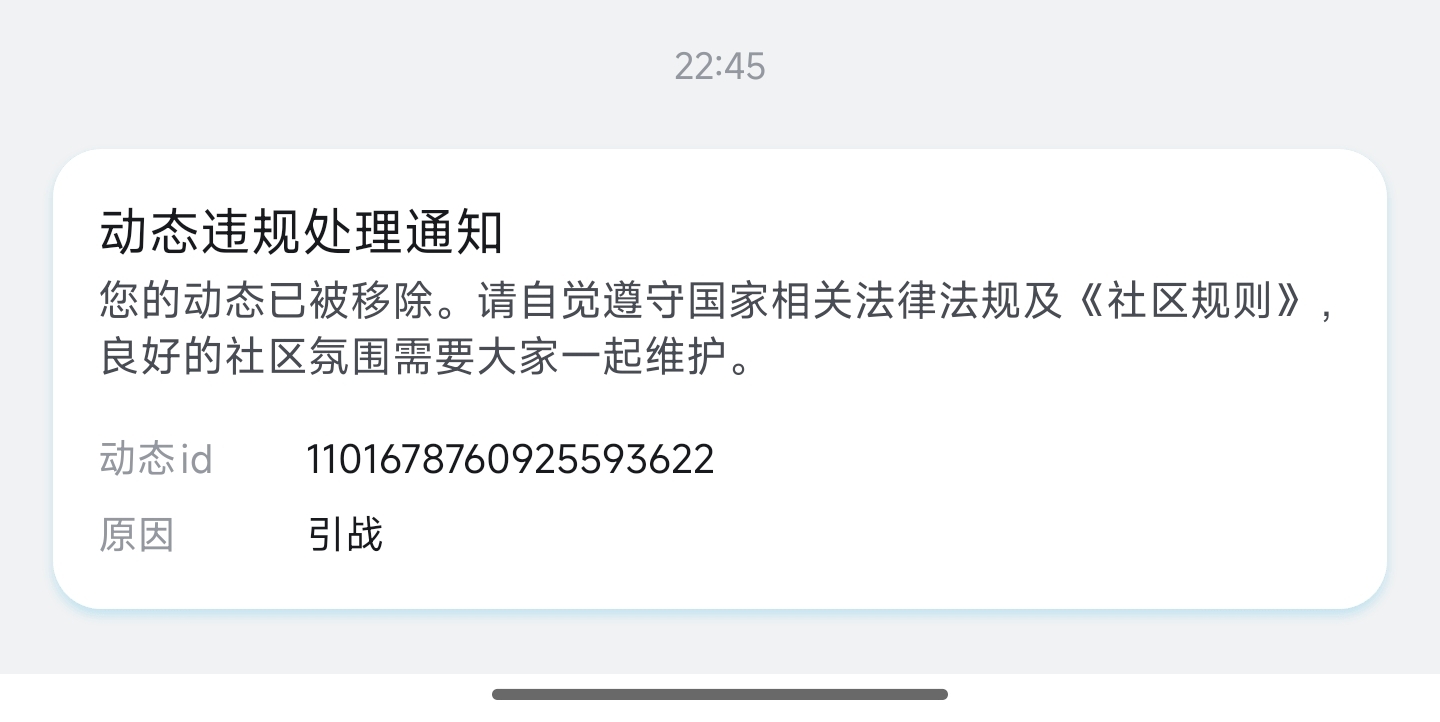 22:45
动态违规处理通知
您的动态已被移除。请自觉遵守国家相关法律法规及《社区规则》，
良好的社区氛围需要大家一起维护。
动态id 1101678760925593622
原因 引战